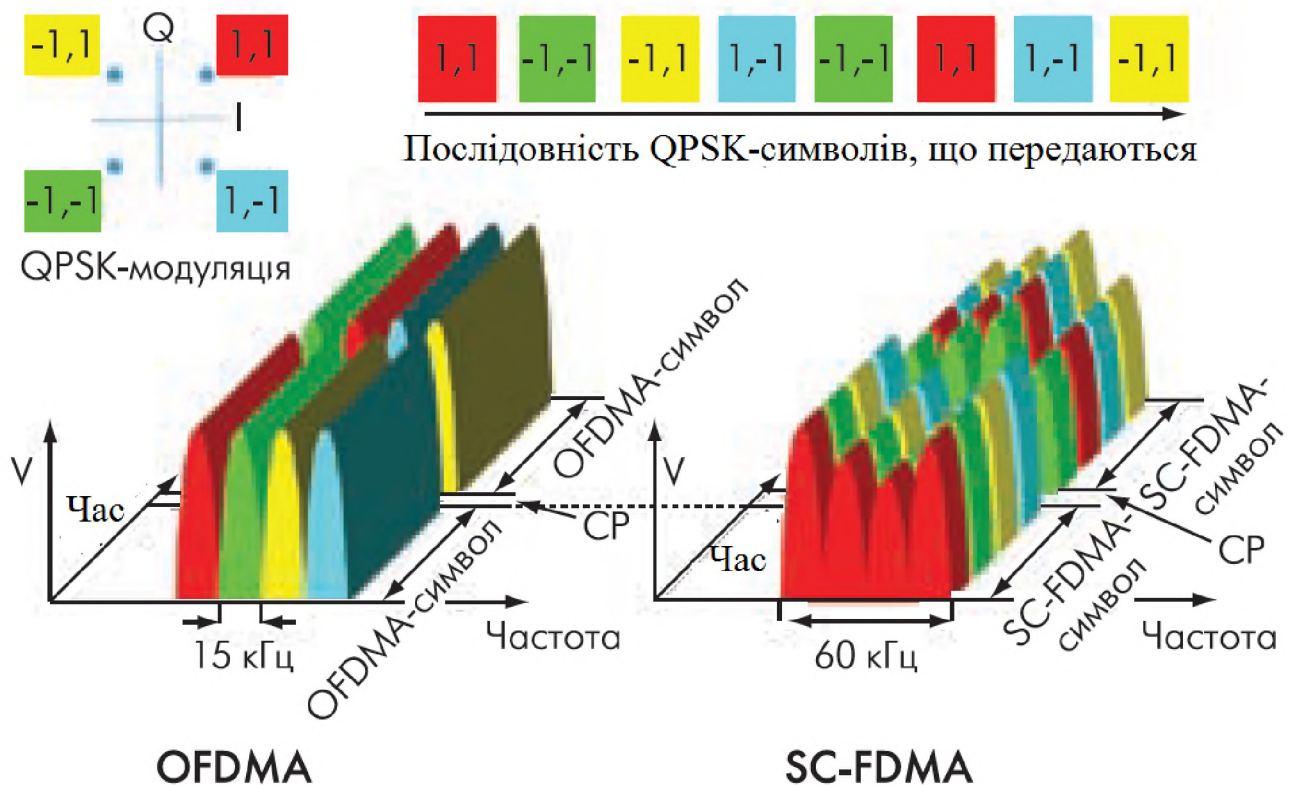 -1,1
Q
1,1
I
-1,-1
1,-1
QPSK-модуляція
1,1
-1,-1
-1,1
1,-1
-1,-1
1,1
1,-1
-1,1
Послідовність QPSK-символів, що передаються
V
Час
OFDMA-символ
CP
OFDMA-символ
15 кГц
Частота
OFDMA
V
Час
SC-FDMA-
символ
CP
SC-FDMA-
символ
60 кГц
Частота
SC-FDMA